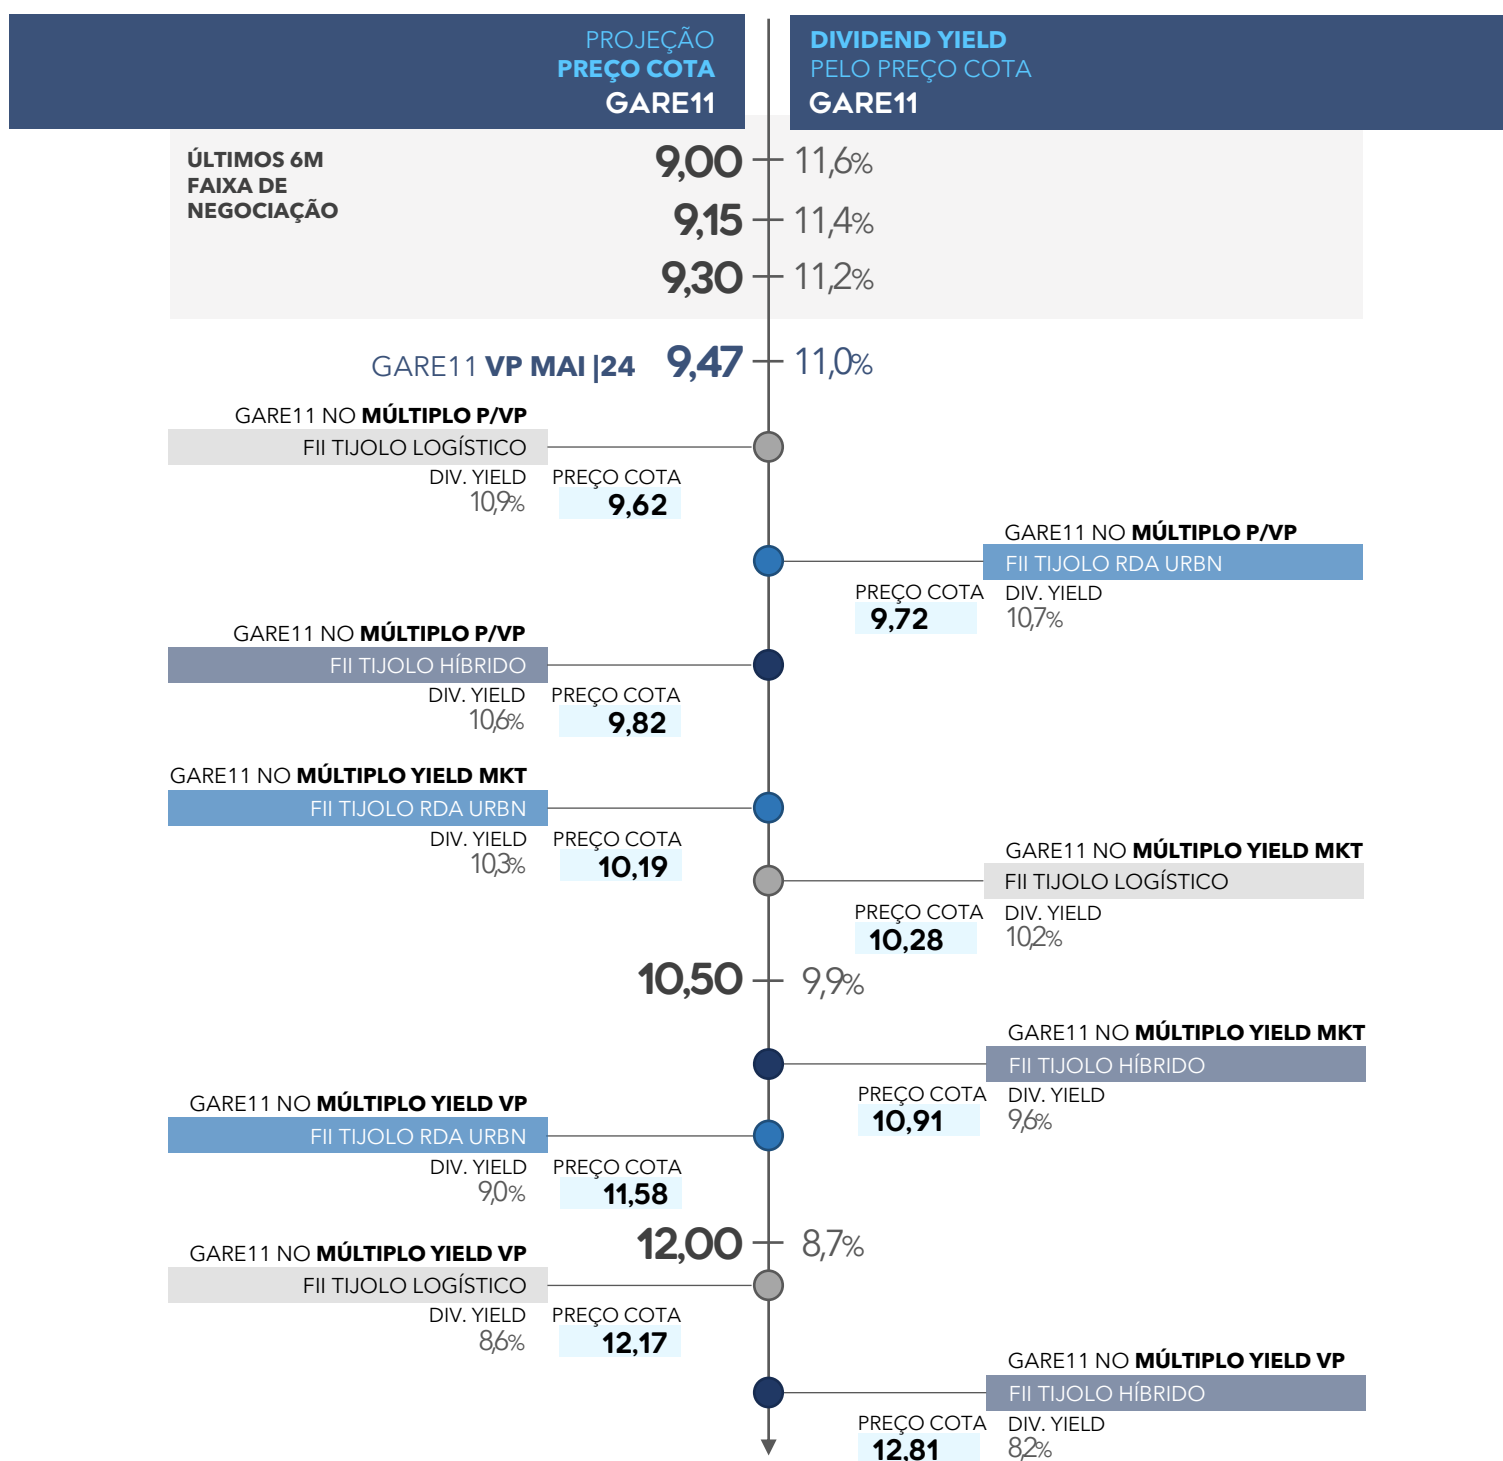 PROJEÇÃO
PREÇO COTA
GARE11
DIVIDEND YIELD
PELO PREÇO COTA
GARE11
ÚLTIMOS 6M
FAIXA DE
NEGOCIAÇÃO
9,00 11,6%
9,15 11,4%
9,30 11,2%
GARE11 VP MAI |24 9,47 11,0%
GARE11 NO MÚLTIPLO P/VP
FII TIJOLO LOGÍSTICO
DIV. YIELD PREÇO COTA
10,9% 9,62
GARE11 NO MÚLTIPLO P/VP
FII TIJOLO RDA URBN
PREÇO COTA DIV. YIELD
9,72 10,7%
GARE11 NO MÚLTIPLO P/VP
FII TIJOLO HÍBRIDO
DIV. YIELD PREÇO COTA
10,6% 9,82
GARE11 NO MÚLTIPLO YIELD MKT
FII TIJOLO RDA URBN
DIV. YIELD PREÇO COTA
10,3% 10,19
GARE11 NO MÚLTIPLO YIELD MKT
FII TIJOLO LOGÍSTICO
PREÇO COTA DIV. YIELD
10,28 10,2%
10,50 9,9%
GARE11 NO MÚLTIPLO YIELD MKT
FII TIJOLO HÍBRIDO
PREÇO COTA DIV. YIELD
10,91 9,6%
GARE11 NO MÚLTIPLO YIELD VP
FII TIJOLO RDA URBN
DIV. YIELD PREÇO COTA
9,0% 11,58
12,00 8,7%
GARE11 NO MÚLTIPLO YIELD VP
FII TIJOLO LOGÍSTICO
DIV. YIELD PREÇO COTA
8,6% 12,17
GARE11 NO MÚLTIPLO YIELD VP
FII TIJOLO HÍBRIDO
PREÇO COTA DIV. YIELD
12,81 8,2%